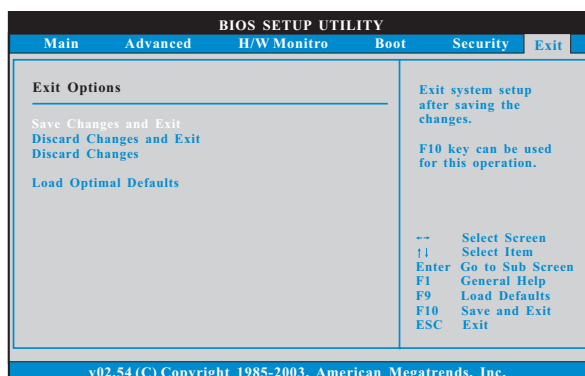 BIOS SETUP UTILITY
Main Advanced H/W Monitro Boot Security Exit
Exit Options
Save Changes and Exit
Discard Changes and Exit
Discard Changes
Load Optimal Defaults
Exit system setup
after saving the
changes.
F10 key can be used
for this operation.
←→ Select Screen
↑↓ Select Item
Enter Go to Sub Screen
F1 General Help
F9 Load Defaults
F10 Save and Exit
ESC Exit
v02.54 (C) Copyright 1985-2003, American Megatrends, Inc.